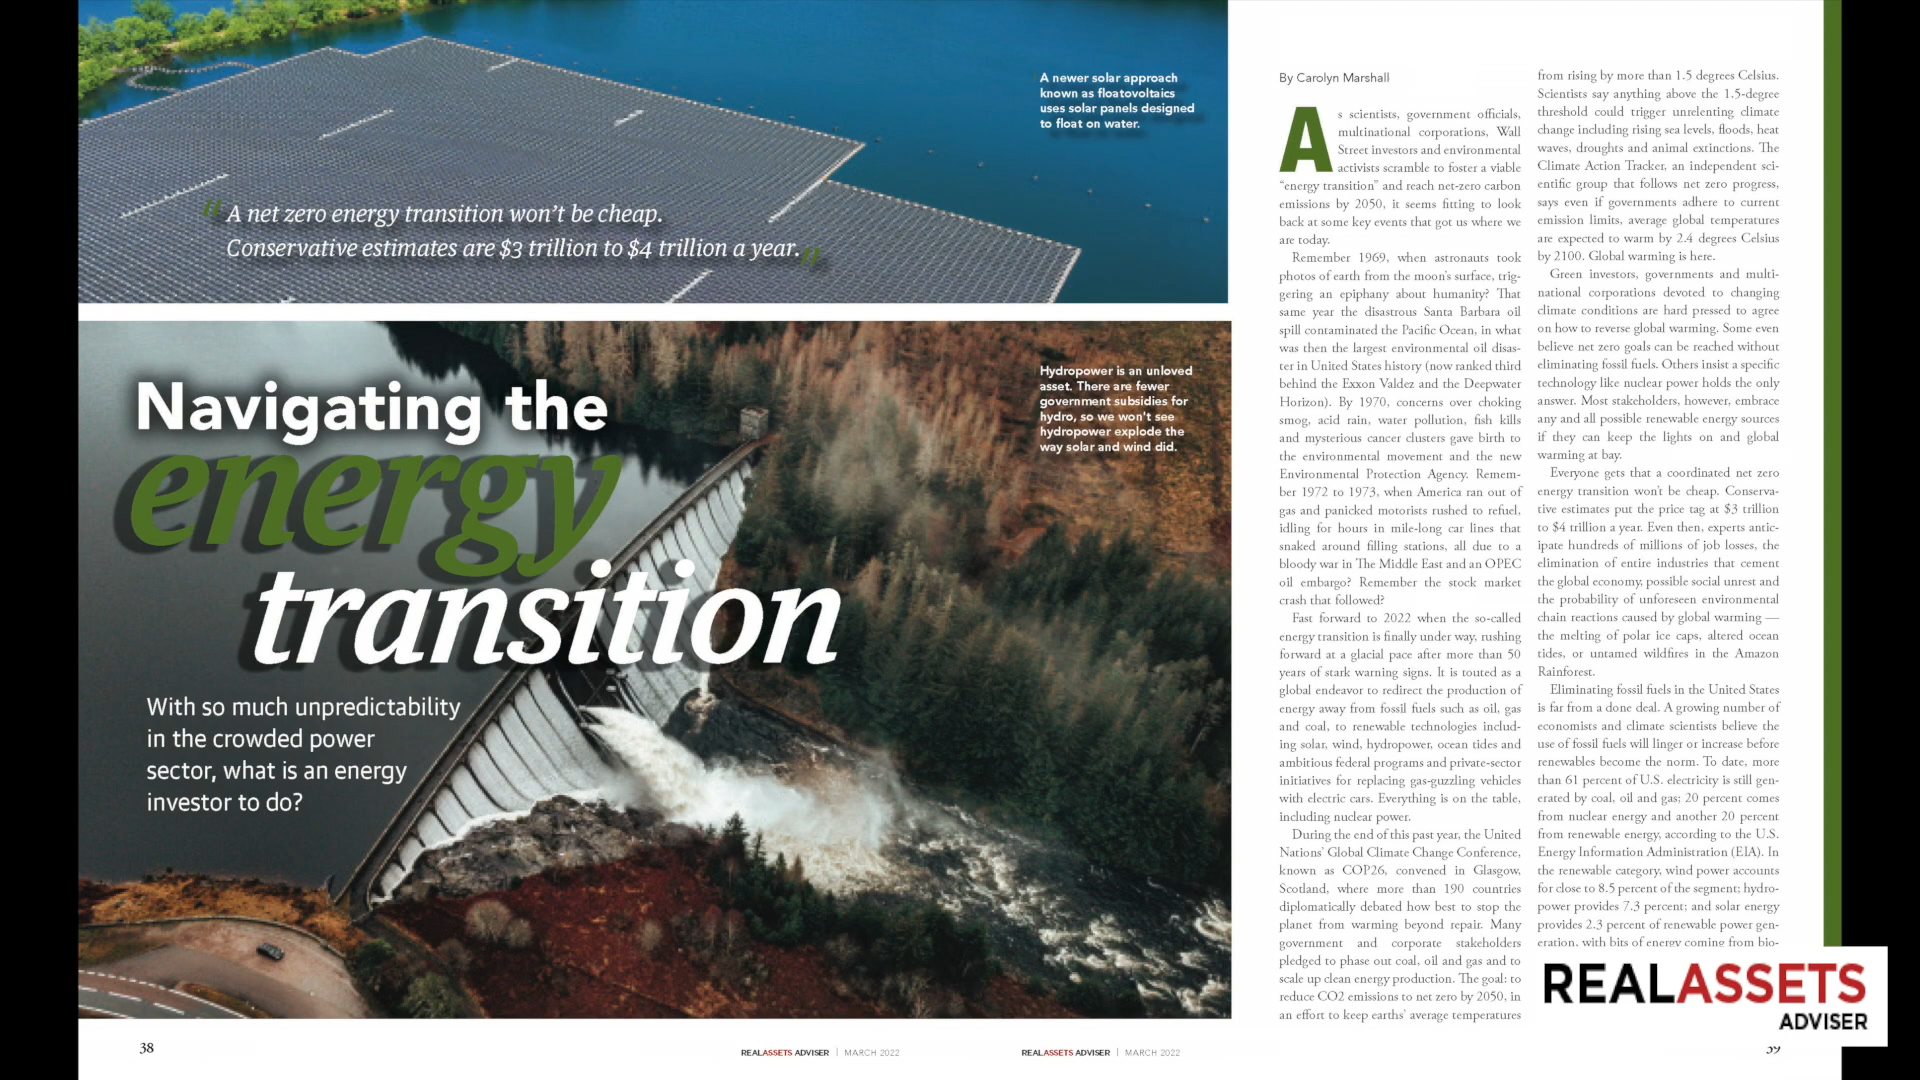 A newer solar approach
known as floatovoltaics
uses solar panels designed
to float on water.
" A net zero energy transition won't be cheap.
Conservative estimates are $3 trillion to $4 trillion a year. "
Navigating the
energy
transition
With so much unpredictability
in the crowded power
sector, what is an energy
investor to do?
Hydropower is an unloved
asset. There are fewer
government subsidies for
hydro, so we won't see
hydropower explode the
way solar and wind did.
By Carolyn Marshall
As scientists, government officials,
multinational corporations, Wall
Street investors and environmental
activists scramble to foster a viable
"energy transition" and reach net-zero carbon
emissions by 2050, it seems fitting to look
back at some key events that got us where we
are today.
Remember 1969, when astronauts took
photos of earth from the moon's surface, trig-
gering an epiphany about humanity? That
same year the disastrous Santa Barbara oil
spill contaminated the Pacific Ocean, in what
was then the largest environmental oil disas-
ter in United States history (now ranked third
behind the Exxon Valdez and the Deepwater
Horizon). By 1970, concerns over choking
smog, acid rain, water pollution, fish kills
and mysterious cancer clusters gave birth to
the environmental movement and the new
Environmental Protection Agency. Remem-
ber 1972 to 1973, when America ran out of
gas and panicked motorists rushed to refuel,
idling for hours in mile-long car lines that
snaked around filling stations, all due to a
bloody war in The Middle East and an OPEC
oil embargo? Remember the stock market
crash that followed?
Fast forward to 2022 when the so-called
energy transition is finally under way, rushing
forward at a glacial pace after more than 50
years of stark warning signs. It is touted as a
global endeavor to redirect the production of
energy away from fossil fuels such as oil, gas
and coal, to renewable technologies includ-
ing solar, wind, hydropower, ocean tides and
ambitious federal programs and private-sector
initiatives for replacing gas-guzzling vehicles
with electric cars. Everything is on the table,
including nuclear power.
During the end of this past year, the United
Nations' Global Climate Change Conference,
known as COP26, convened in Glasgow,
Scotland, where more than 190 countries
diplomatically debated how best to stop the
planet from warming beyond repair. Many
government and corporate stakeholders
pledged to phase out coal, oil and gas and to
scale up clean energy production. The goal: to
reduce CO2 emissions to net zero by 2050, in
an effort to keep earths' average temperatures
from rising by more than 1.5 degrees Celsius.
Scientists say anything above the 1.5-degree
threshold could trigger unrelenting climate
change including rising sea levels, floods, heat
waves, droughts and animal extinctions. The
Climate Action Tracker, an independent sci-
entific group that follows net zero progress,
says even if governments adhere to current
emission limits, average global temperatures
are expected to warm by 2.4 degrees Celsius
by 2100. Global warming is here.
Green investors, governments and multi-
national corporations devoted to changing
climate conditions are hard pressed to agree
on how to reverse global warming. Some even
believe net zero goals can be reached without
eliminating fossil fuels. Others insist a specific
technology like nuclear power holds the only
answer. Most stakeholders, however, embrace
any and all possible renewable energy sources
if they can keep the lights on and global
warming at bay.
Everyone gets that a coordinated net zero
energy transition won't be cheap. Conserva-
tive estimates put the price tag at $3 trillion
to $4 trillion a year. Even then, experts antic-
ipate hundreds of millions of job losses, the
elimination of entire industries that cement
the global economy, possible social unrest and
the probability of unforeseen environmental
chain reactions caused by global warming —
the melting of polar ice caps, altered ocean
tides, or untamed wildfires in the Amazon
Rainforest.
Eliminating fossil fuels in the United States
is far from a done deal. A growing number of
economists and climate scientists believe the
use of fossil fuels will linger or increase before
renewables become the norm. To date, more
than 61 percent of U.S. electricity is still gen-
erated by coal, oil and gas; 20 percent comes
from nuclear energy and another 20 percent
from renewable energy, according to the U.S.
Energy Information Administration (EIA). In
the renewable category, wind power accounts
for close to 8.5 percent of the segment; hydro-
power provides 7.3 percent; and solar energy
provides 2.3 percent of renewable power gen-
eration, with bits of energy coming from bio-
REALASSETS
ADVISER
38
REALASSETS ADVISER | MARCH 2022
REALASSETS ADVISER | MARCH 2022
39